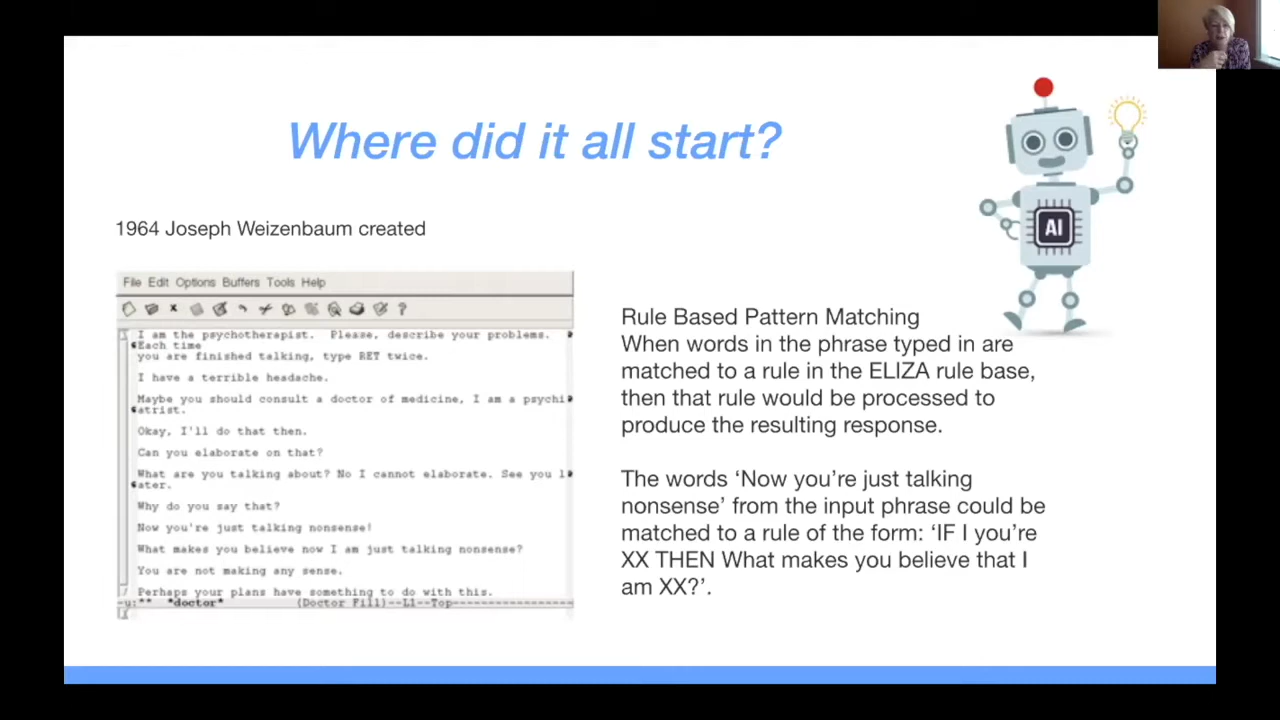 Where did it all start?
1964 Joseph Weizenbaum created
AI
File Edit Options Buffers Tools Help
I am the psychotherapist. Please, describe your problems.
Each time
you are finished talking, type RET twice.
I have a terrible headache.
Maybe you should consult a doctor of medicine, I am a psychi
atrist.
Okay, I'll do that then.
Can you elaborate on that?
What are you talking about? No I cannot elaborate. See you l
ater.
Why do you say that?
Now you're just talking nonsense!
What makes you believe now I am just talking nonsense?
You are not making any sense.
Perhaps your plans have something to do with this.
-u:** *doctor* (Doctor Fill)--L1--Top--------------
Rule Based Pattern Matching
When words in the phrase typed in are
matched to a rule in the ELIZA rule base,
then that rule would be processed to
produce the resulting response.
The words ‘Now you’re just talking
nonsense’ from the input phrase could be
matched to a rule of the form: ‘IF I you’re
XX THEN What makes you believe that I
am XX?’.